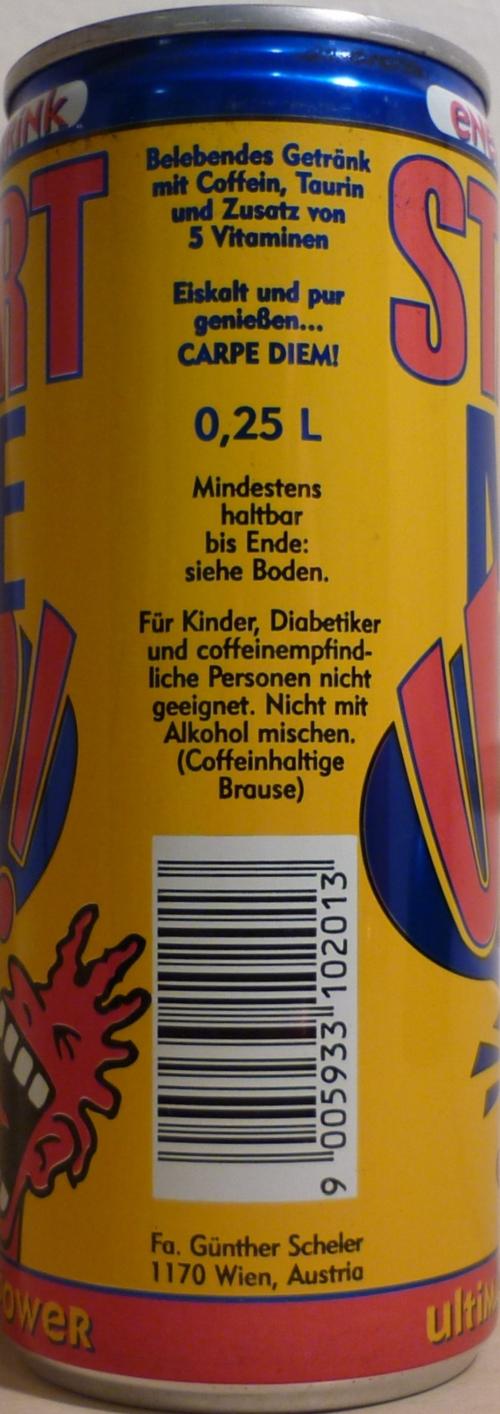 Belebendes Getränk
mit Coffein, Taurin
und Zusatz von
5 Vitaminen
Eiskalt und pur
genießen...
CARPE DIEM!
0,25 L
Mindestens
haltbar
bis Ende:
siehe Boden.
Für Kinder, Diabetiker
und coffeinempfind-
liche Personen nicht
geeignet. Nicht mit
Alkohol mischen.
(Coffeinhaltige
Brause)
9 005933 102013
Fa. Günther Scheler
1170 Wien, Austria